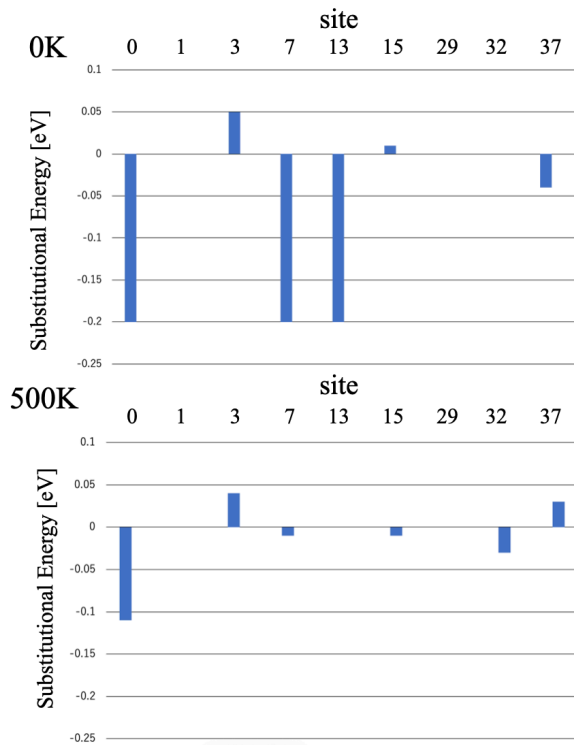 site
0K 0 1 3 7 13 15 29 32 37
0.1
0.05
0
-0.05
-0.1
-0.15
-0.2
-0.25
Substitutional Energy [eV]
site
500K 0 1 3 7 13 15 29 32 37
0.1
0.05
0
-0.05
-0.1
-0.15
-0.2
-0.25
Substitutional Energy [eV]